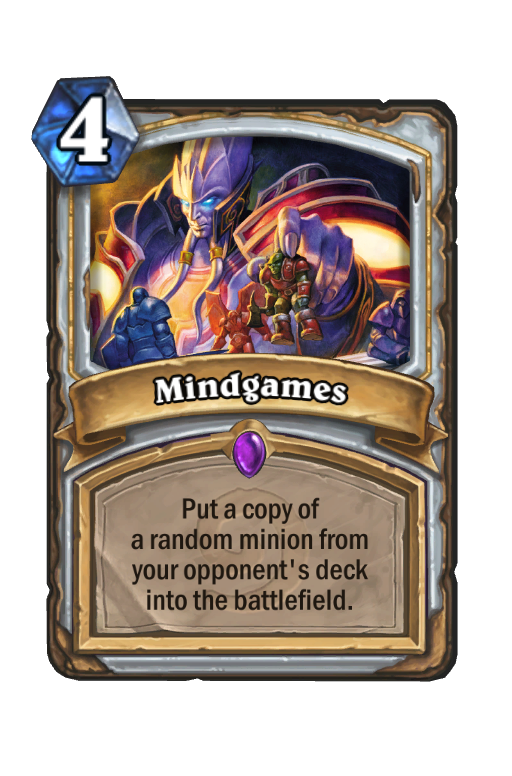 4
Mindgames
Put a copy of
a random minion from
your opponent's deck
into the battlefield.